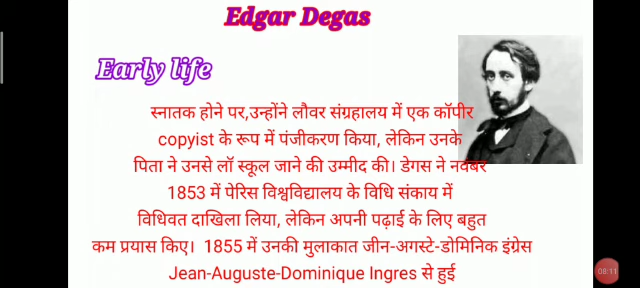 Edgar Degas
Early life
स्नातक होने पर,उन्होंने लौवर संग्रहालय में एक कॉपीर
copyist के रूप में पंजीकरण किया, लेकिन उनके
पिता ने उनसे लॉ स्कूल जाने की उम्मीद की। डेगस ने नवंबर
1853 में पेरिस विश्वविद्यालय के विधि संकाय में
विधिवत दाखिला लिया, लेकिन अपनी पढ़ाई के लिए बहुत
कम प्रयास किए। 1855 में उनकी मुलाकात जीन-अगस्टे-डोमिनिक इंग्रेस
Jean-Auguste-Dominique Ingres से हुई
08:11